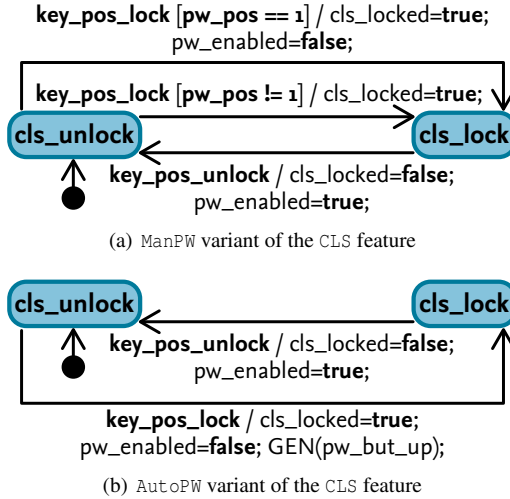 key_pos_lock [pw_pos == 1] / cls_locked=true;
pw_enabled=false;
key_pos_lock [pw_pos != 1] / cls_locked=true;
cls_unlock
cls_lock
key_pos_unlock / cls_locked=false;
pw_enabled=true;
(a) ManPW variant of the CLS feature
cls_unlock
cls_lock
key_pos_unlock / cls_locked=false;
pw_enabled=true;
key_pos_lock / cls_locked=true;
pw_enabled=false; GEN(pw_but_up);
(b) AutoPW variant of the CLS feature